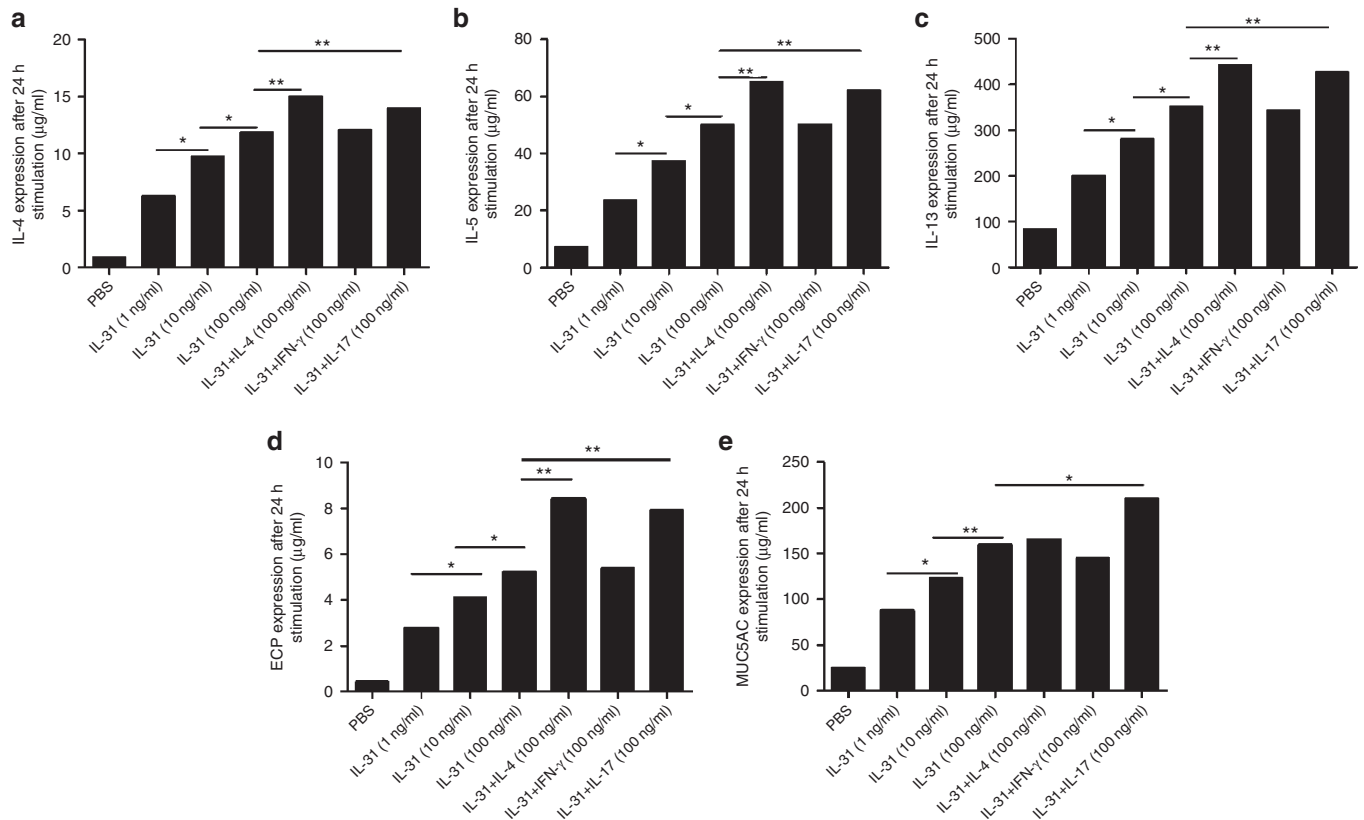 a
IL-4 expression after 24 h
stimulation (µg/ml)
20
15
10
5
0
*
*
**
**
PBS
IL-31 (1 ng/ml)
IL-31 (10 ng/ml)
IL-31 (100 ng/ml)
IL-31+IL-4 (100 ng/ml)
IL-31+IFN-γ (100 ng/ml)
IL-31+IL-17 (100 ng/ml)
b
IL-5 expression after 24 h
stimulation (µg/ml)
80
60
40
20
0
*
*
**
**
PBS
IL-31 (1 ng/ml)
IL-31 (10 ng/ml)
IL-31 (100 ng/ml)
IL-31+IL-4 (100 ng/ml)
IL-31+IFN-γ (100 ng/ml)
IL-31+IL-17 (100 ng/ml)
c
IL-13 expression after 24 h
stimulation (µg/ml)
500
400
300
200
100
0
*
*
**
**
PBS
IL-31 (1 ng/ml)
IL-31 (10 ng/ml)
IL-31 (100 ng/ml)
IL-31+IL-4 (100 ng/ml)
IL-31+IFN-γ (100 ng/ml)
IL-31+IL-17 (100 ng/ml)
d
ECP expression after 24 h
stimulation (µg/ml)
10
8
6
4
2
0
*
*
**
**
PBS
IL-31 (1 ng/ml)
IL-31 (10 ng/ml)
IL-31 (100 ng/ml)
IL-31+IL-4 (100 ng/ml)
IL-31+IFN-γ (100 ng/ml)
IL-31+IL-17 (100 ng/ml)
e
MUC5AC expression after 24 h
stimulation (µg/ml)
250
200
150
100
50
0
*
**
*
PBS
IL-31 (1 ng/ml)
IL-31 (10 ng/ml)
IL-31 (100 ng/ml)
IL-31+IL-4 (100 ng/ml)
IL-31+IFN-γ (100 ng/ml)
IL-31+IL-17 (100 ng/ml)